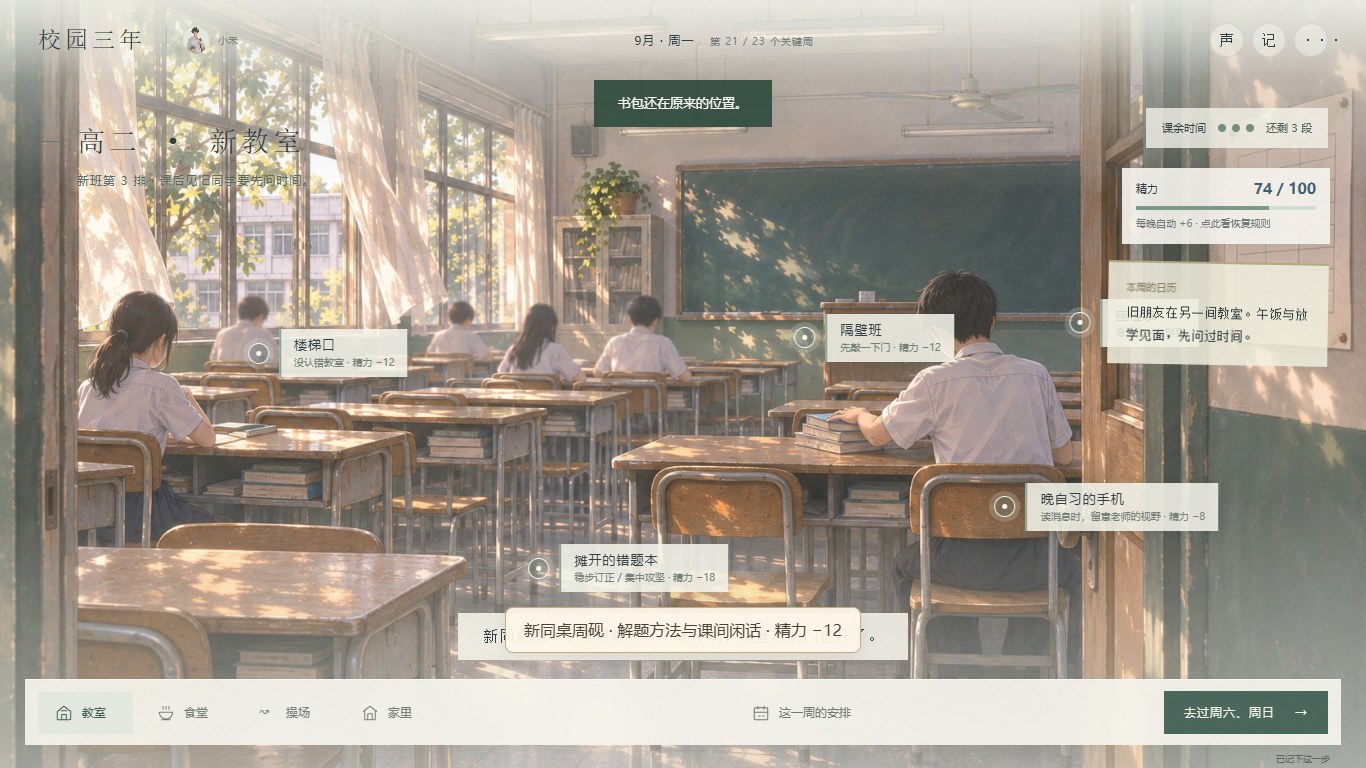 校园三年
小禾
9月 · 周一 第 21 / 23 个关键周
声
记
书包还在原来的位置。
课余时间 还剩 3 段
高二 • 新教室
新班第 3 排 · 课后见旧同学要先问时间。
精力 74 / 100
每晚自动 +6 · 点此看恢复规则
本周的日历
旧朋友在另一间教室。午饭与放
学见面，先问过时间。
楼梯口
没认错教室 · 精力 −12
隔壁班
先敲一下门 · 精力 −12
晚自习的手机
读消息时，留意老师的视野 · 精力 −8
摊开的错题本
稳步订正 / 集中攻坚 · 精力 −18
新同桌周砚 · 解题方法与课间闲话 · 精力 −12
教室
食堂
操场
家里
这一周的安排
去过周六、周日 →
已记下这一步